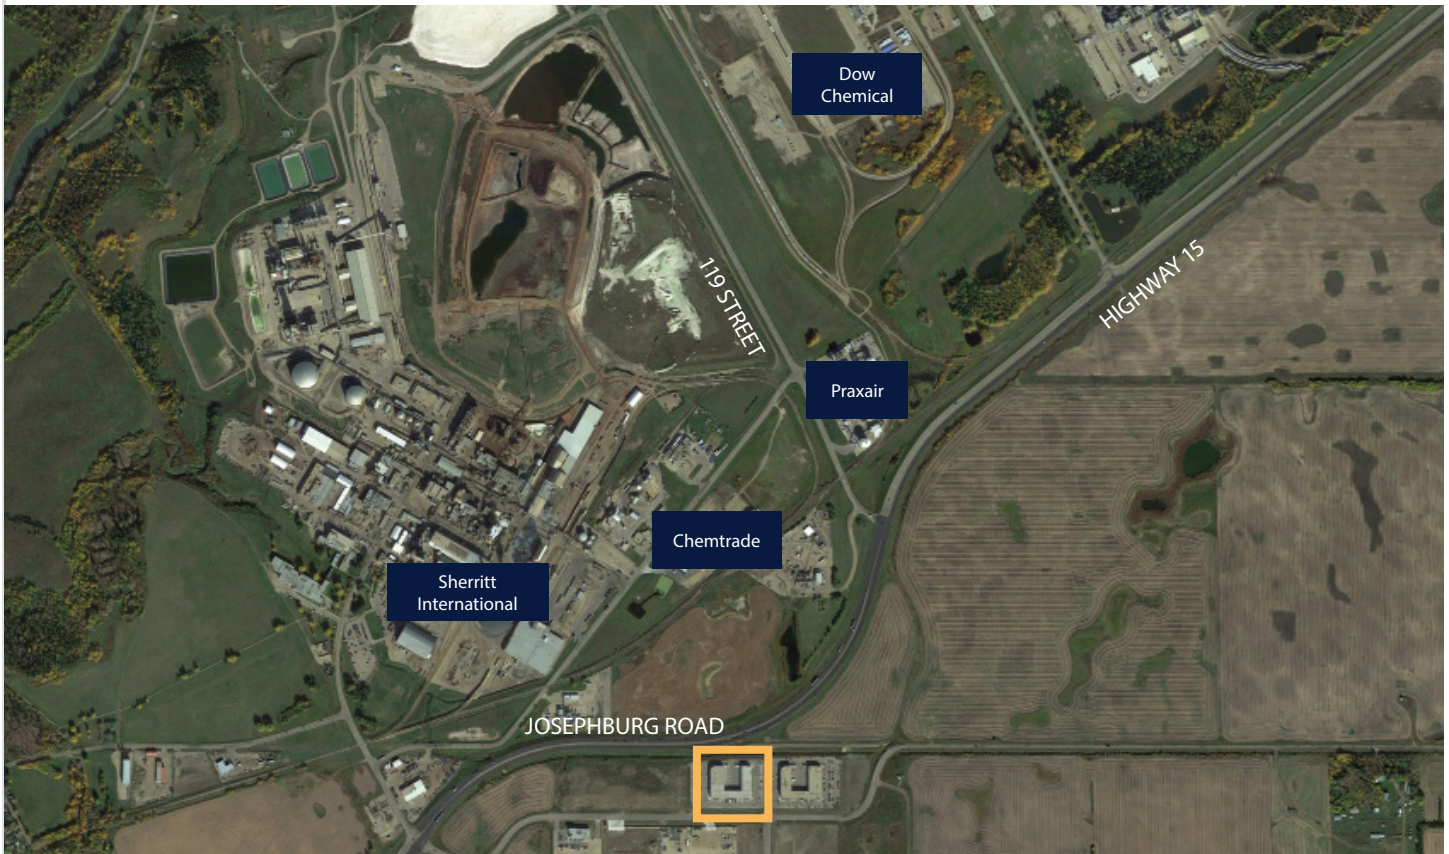 Dow
Chemical
119 STREET
HIGHWAY 15
Praxair
Chemtrade
Sherritt
International
JOSEPHBURG ROAD